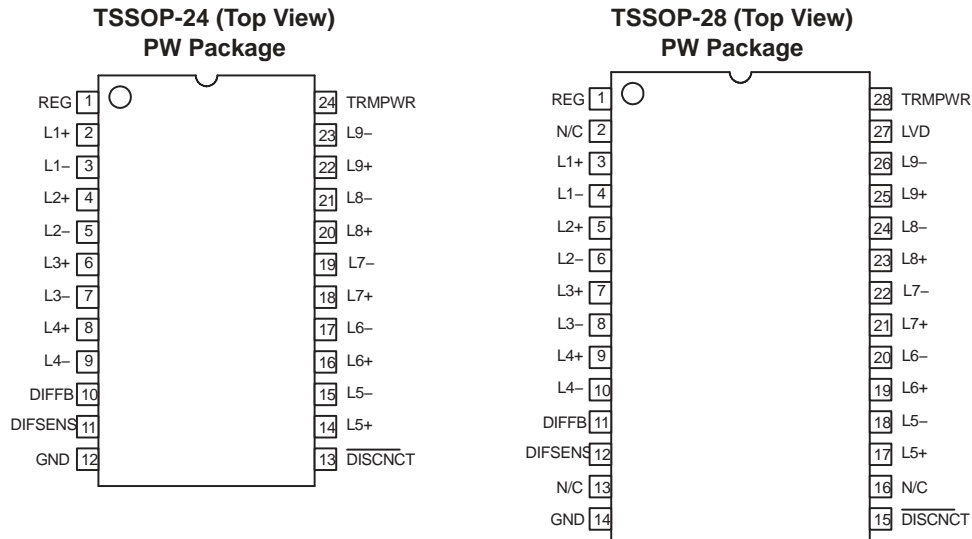 TSSOP-24 (Top View)
PW Package
REG 1
L1+ 2
L1– 3
L2+ 4
L2– 5
L3+ 6
L3– 7
L4+ 8
L4– 9
DIFFB 10
DIFSENS 11
GND 12
24 TRMPWR
23 L9–
22 L9+
21 L8–
20 L8+
19 L7–
18 L7+
17 L6–
16 L6+
15 L5–
14 L5+
13 DISCNCT
TSSOP-28 (Top View)
PW Package
REG 1
N/C 2
L1+ 3
L1– 4
L2+ 5
L2– 6
L3+ 7
L3– 8
L4+ 9
L4– 10
DIFFB 11
DIFSENS 12
N/C 13
GND 14
28 TRMPWR
27 LVD
26 L9–
25 L9+
24 L8–
23 L8+
22 L7–
21 L7+
20 L6–
19 L6+
18 L5–
17 L5+
16 N/C
15 DISCNCT